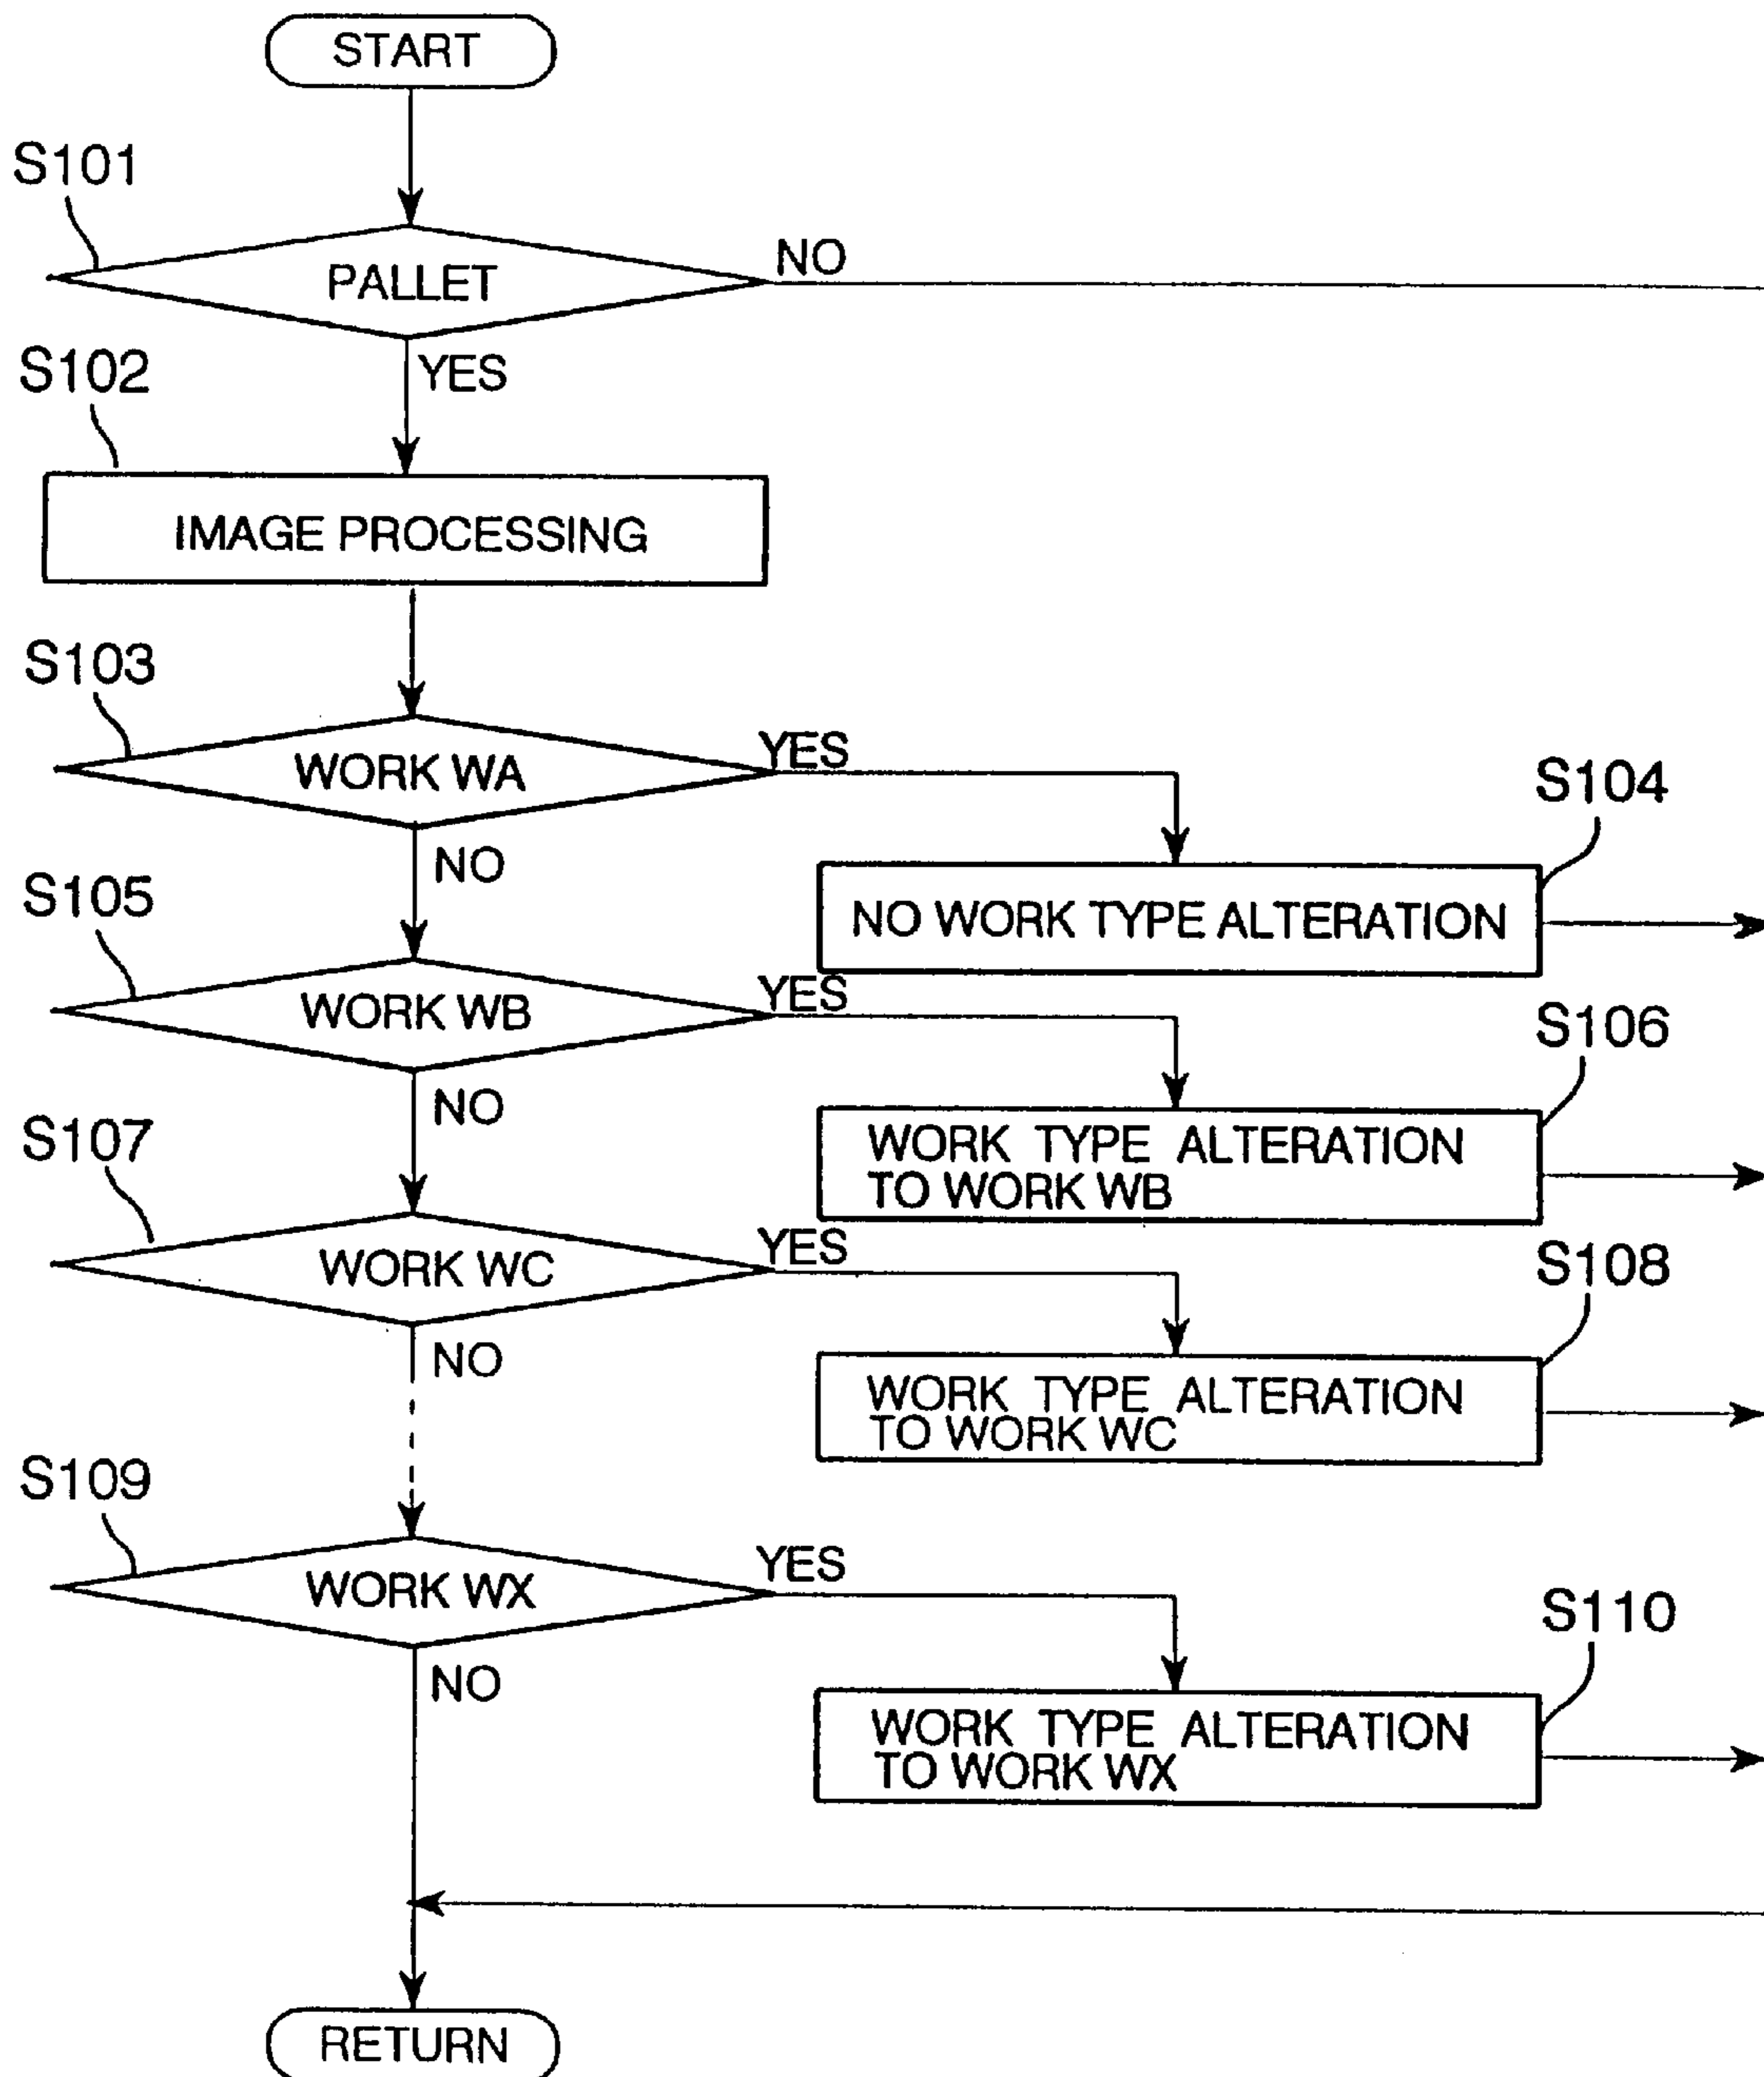 START
S101
PALLET
NO
YES
S102
IMAGE PROCESSING
S103
WORK WA
YES
NO
S104
NO WORK TYPE ALTERATION
S105
WORK WB
YES
NO
S106
WORK TYPE ALTERATION
TO WORK WB
S107
WORK WC
YES
NO
S108
WORK TYPE ALTERATION
TO WORK WC
S109
WORK WX
YES
NO
S110
WORK TYPE ALTERATION
TO WORK WX
RETURN